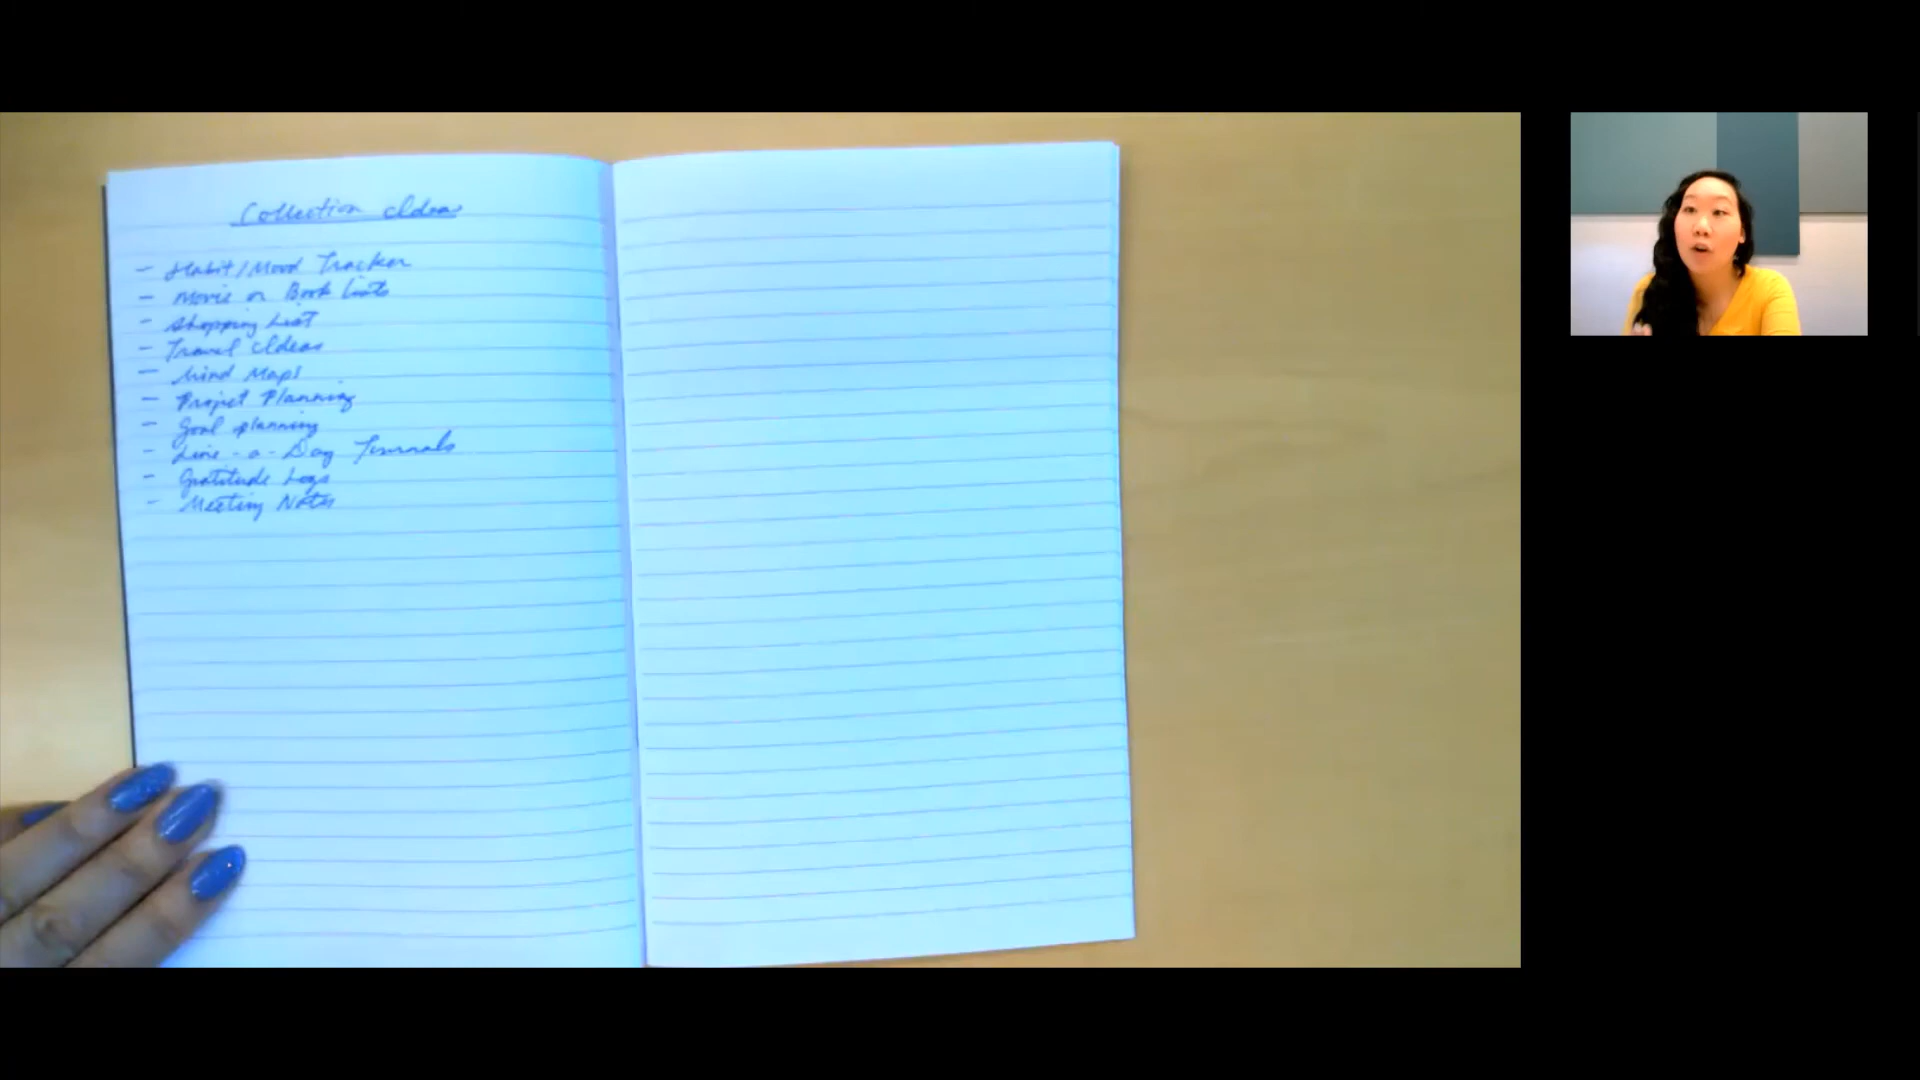 Collection Ideas
- Habit/Mood Tracker
- Movie or Book Lists
- Shopping List
- Travel Ideas
- Mind Maps
- Project Planning
- Goal planning
- Line-a-Day Journals
- Gratitude Logs
- Meeting Notes